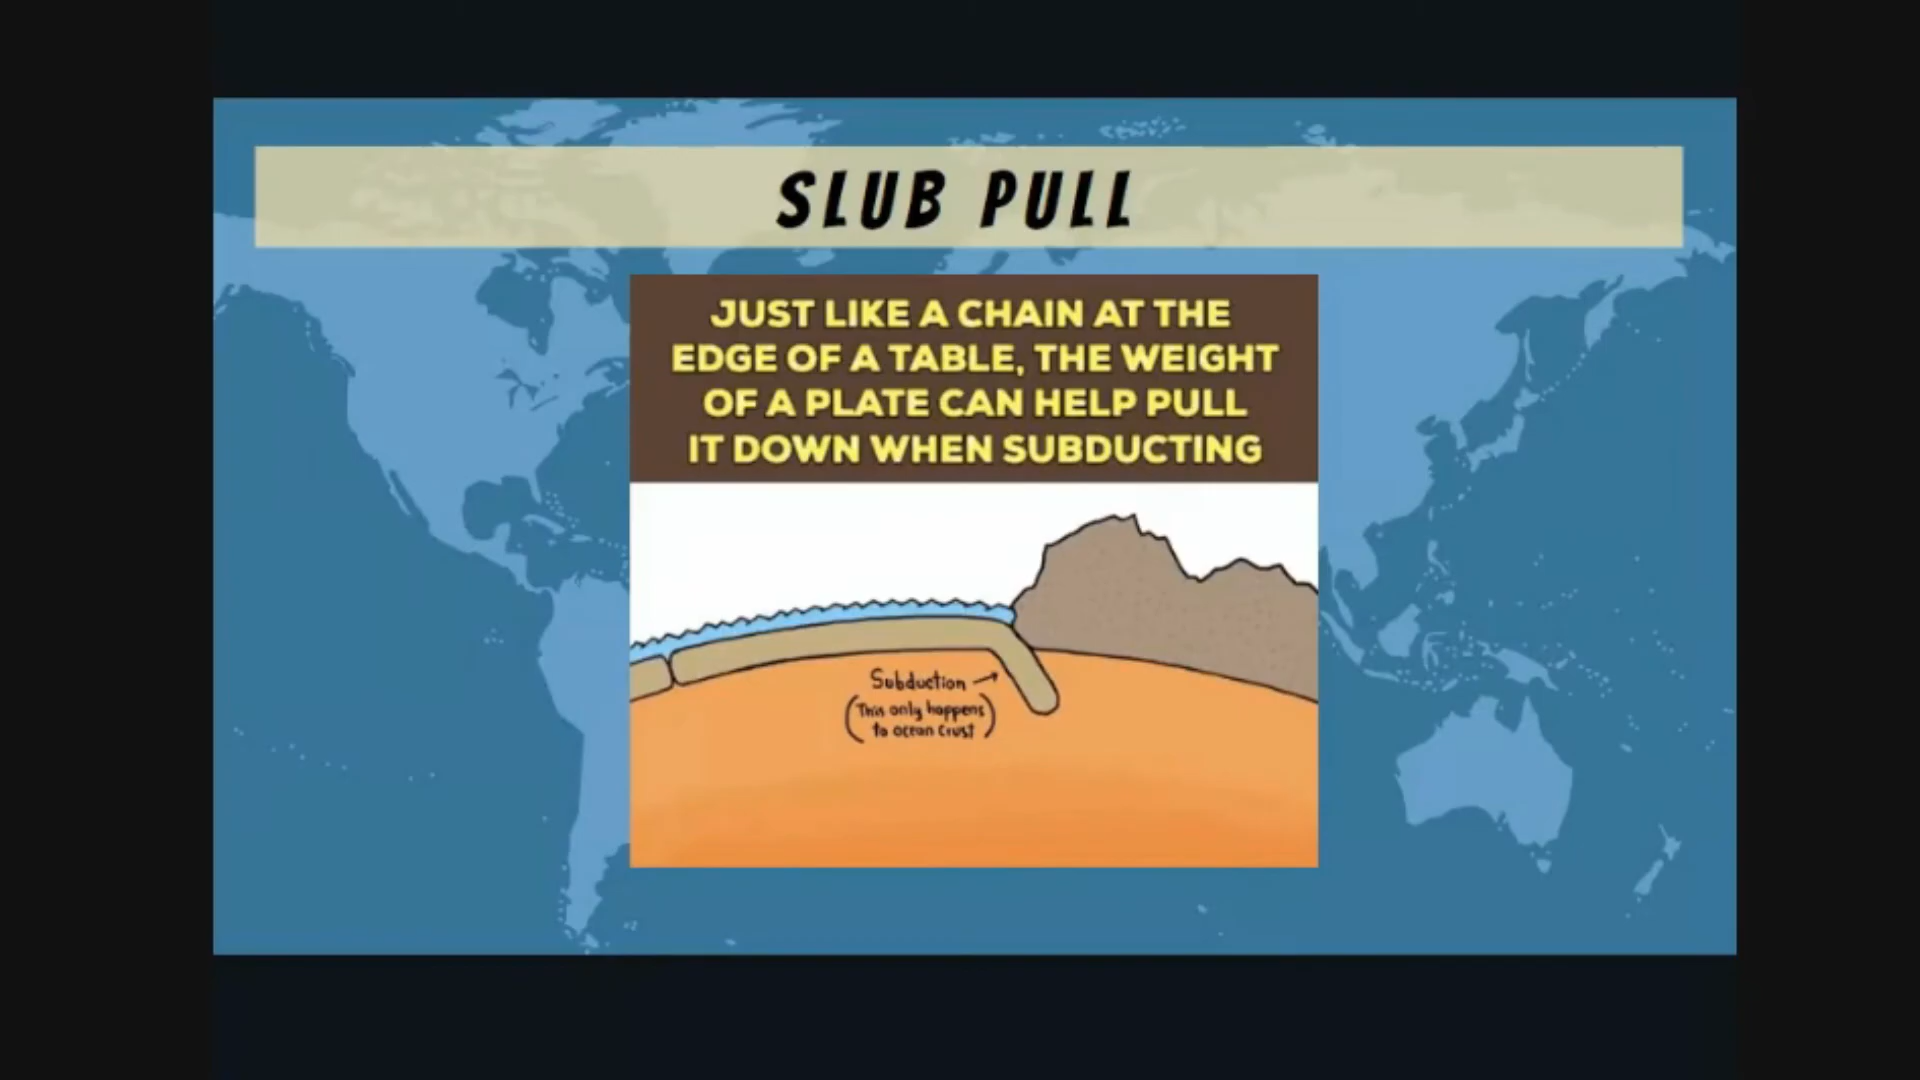 SLUB PULL
JUST LIKE A CHAIN AT THE
EDGE OF A TABLE, THE WEIGHT
OF A PLATE CAN HELP PULL
IT DOWN WHEN SUBDUCTING
Subduction
(This only happens
to ocean crust)